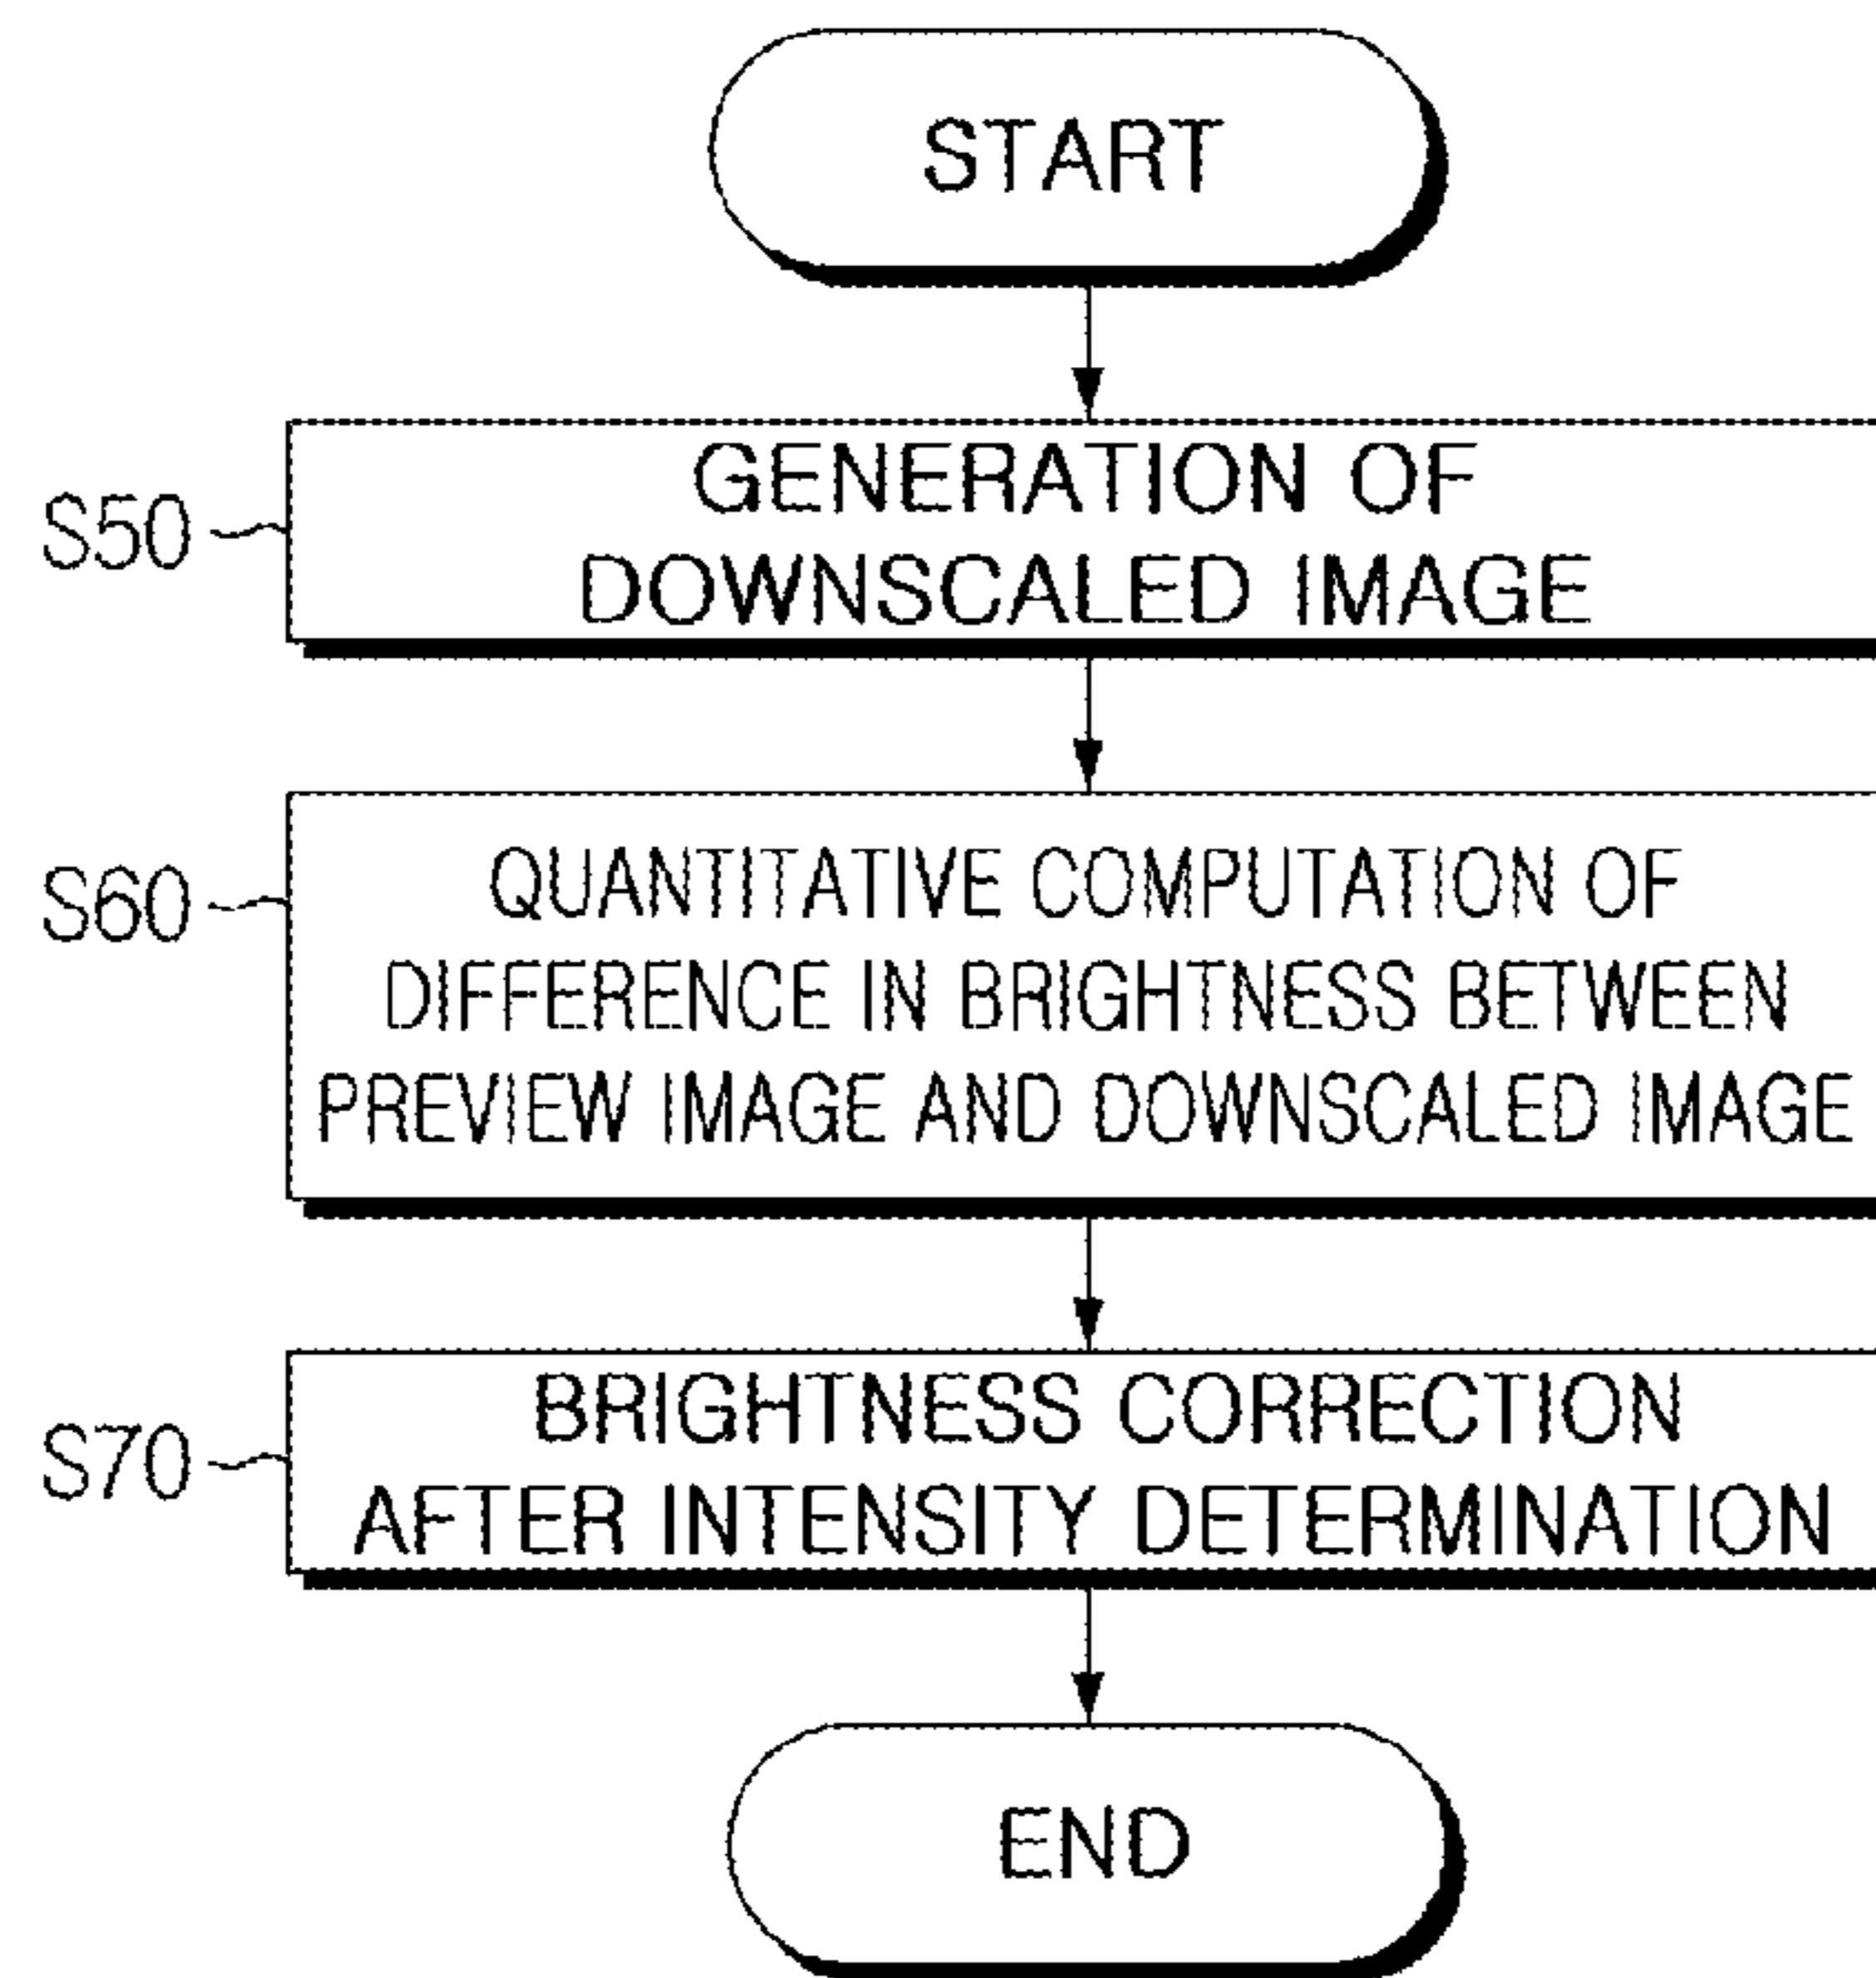 START
S50
GENERATION OF
DOWNSCALED IMAGE
S60
QUANTITATIVE COMPUTATION OF
DIFFERENCE IN BRIGHTNESS BETWEEN
PREVIEW IMAGE AND DOWNSCALED IMAGE
S70
BRIGHTNESS CORRECTION
AFTER INTENSITY DETERMINATION
END